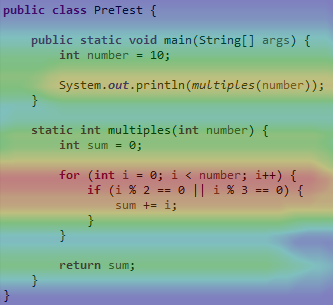 public class PreTest {
    public static void main(String[] args) {
        int number = 10;
        System.out.println(multiples(number));
    }
    static int multiples(int number) {
        int sum = 0;
        for (int i = 0; i < number; i++) {
            if (i % 2 == 0 || i % 3 == 0) {
                sum += i;
            }
        }
        return sum;
    }
}